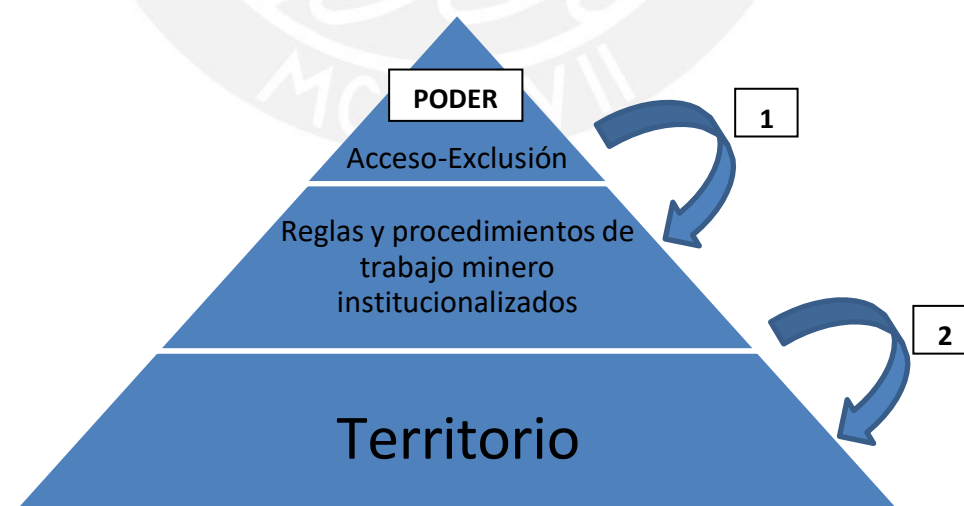 PODER
1
Acceso-Exclusión
Reglas y procedimientos de
trabajo minero
institucionalizados
2
Territorio